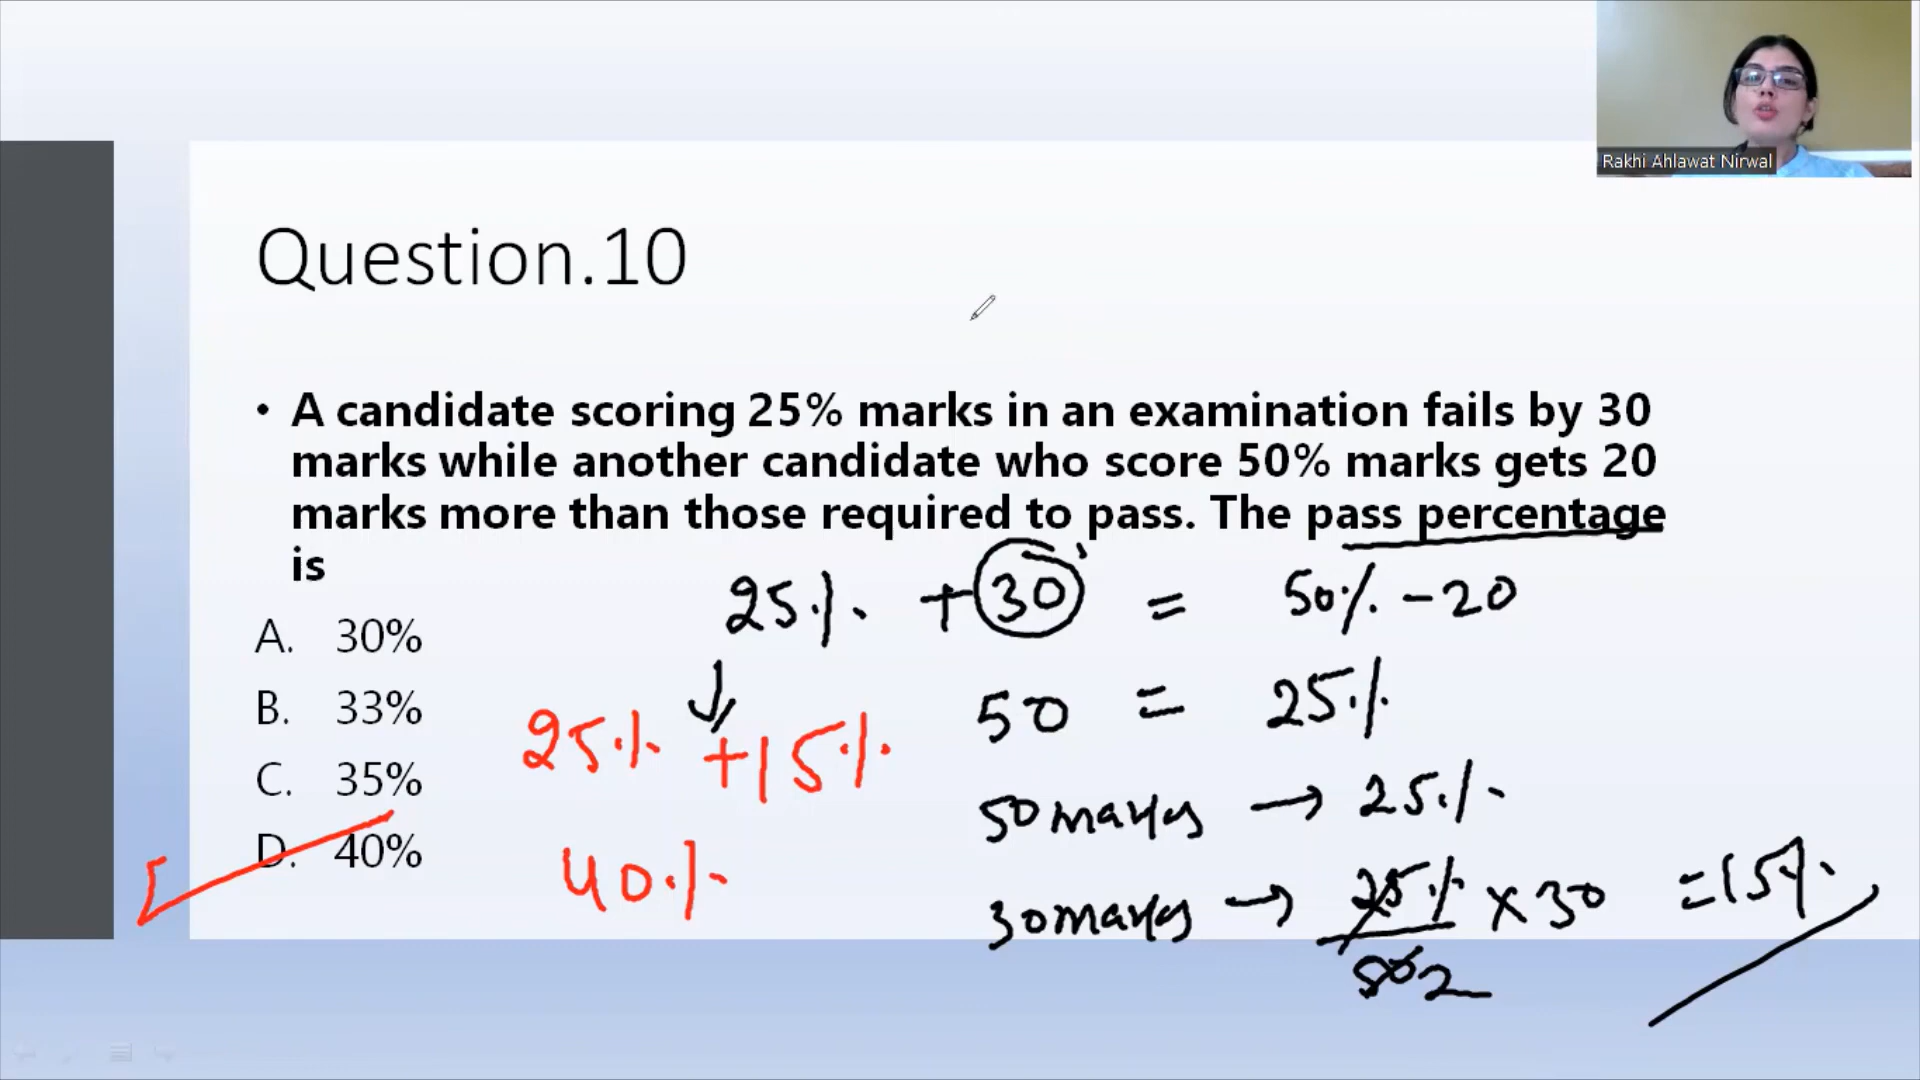 Rakhi Ahlawat Nirwal
Question.10
• A candidate scoring 25% marks in an examination fails by 30
marks while another candidate who score 50% marks gets 20
marks more than those required to pass. The pass percentage
is
A. 30%
B. 33%
C. 35%
D. 40%
25% + 30 = 50% - 20
50 = 25%
25% + 15%
50 marks → 25%
40%
30 marks → 25% × 30 = 15%
50 2